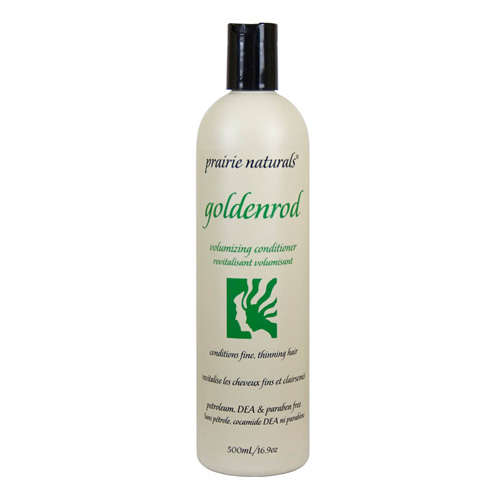 prairie naturals®
goldenrod
volumizing conditioner
revitalisant volumisant
conditions fine, thinning hair
revitalise les cheveux fins et clairsemés
petroleum, DEA & paraben free
Sans pétrole, cocamide DEA ni parabène
500mL/16.9oz